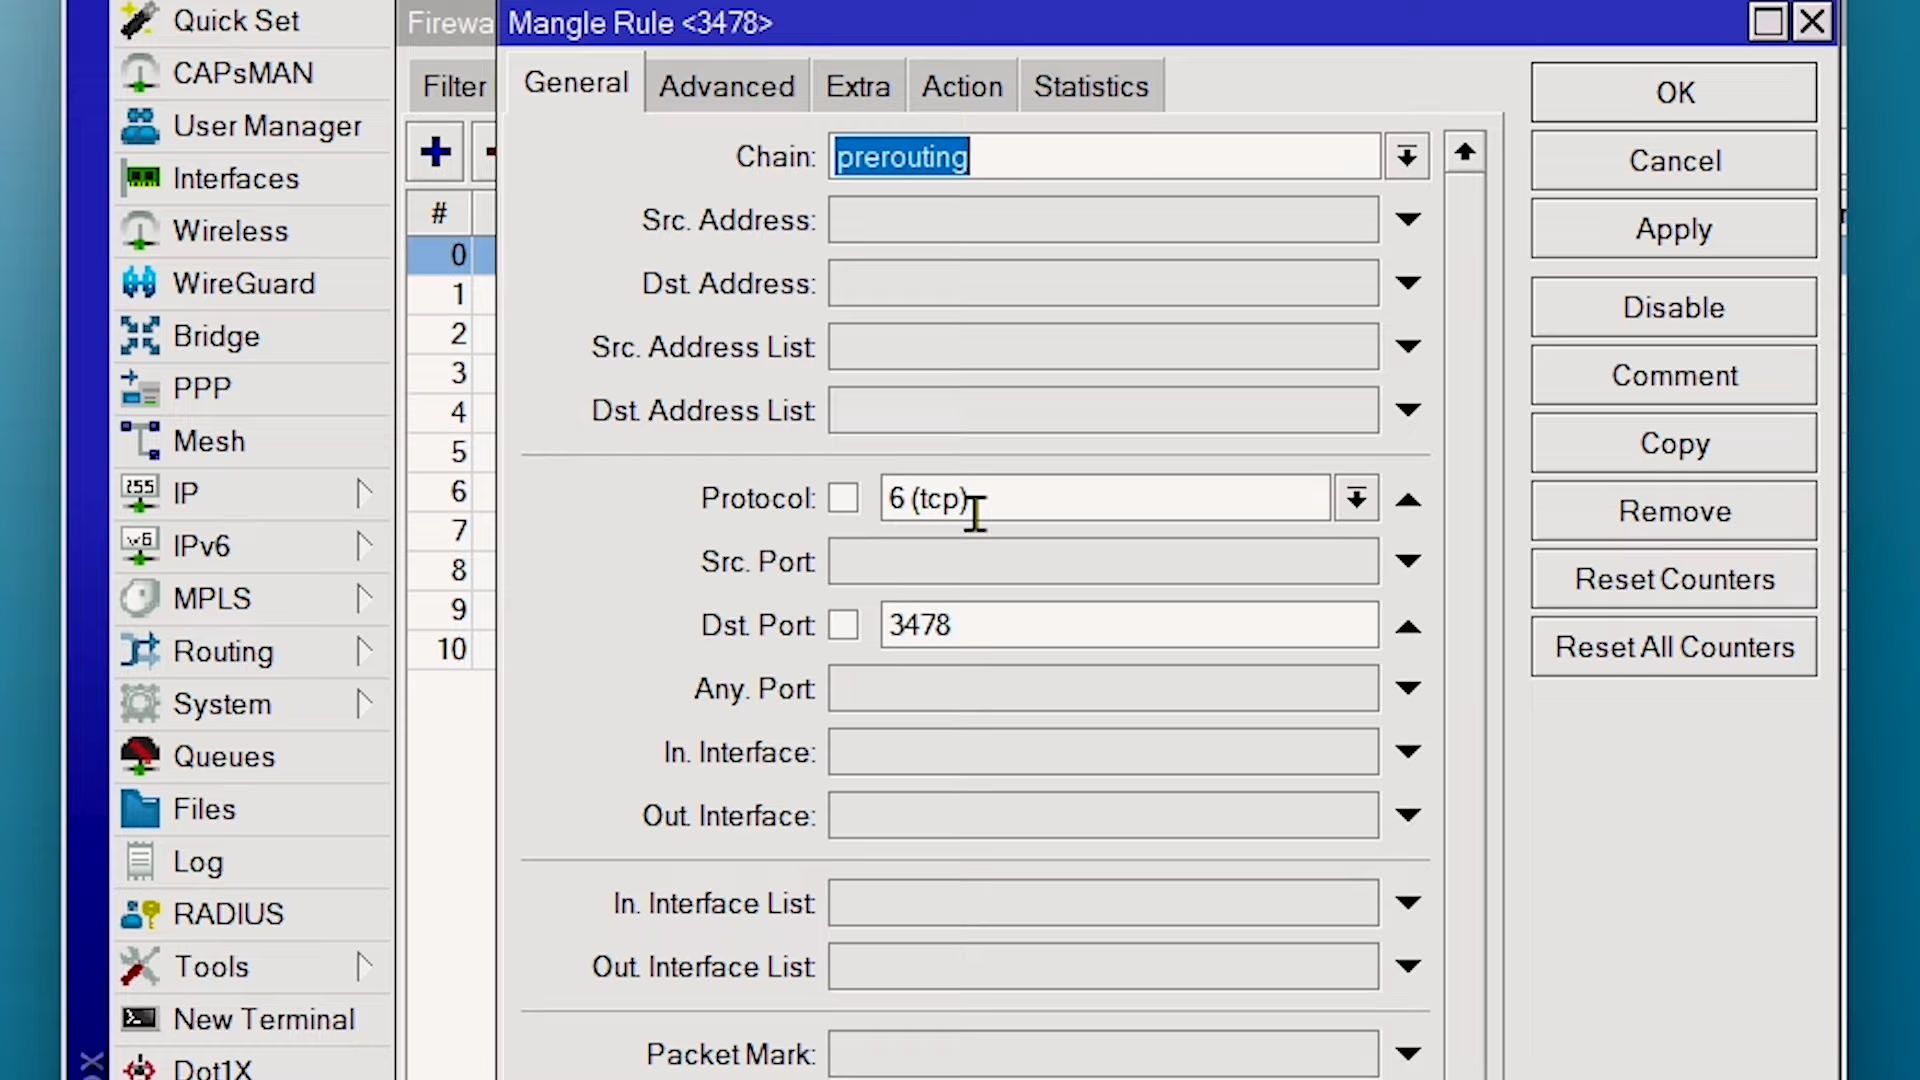 Quick Set
CAPsMAN
User Manager
Interfaces
Wireless
WireGuard
Bridge
PPP
Mesh
IP
IPv6
MPLS
Routing
System
Queues
Files
Log
RADIUS
Tools
New Terminal
Dot1X
Firewa
Filter
#
0
1
2
3
4
5
6
7
8
9
10
Mangle Rule <3478>
General Advanced Extra Action Statistics
Chain: prerouting
Src. Address:
Dst. Address:
Src. Address List:
Dst. Address List:
Protocol: 6 (tcp)
Src. Port:
Dst. Port: 3478
Any. Port:
In. Interface:
Out. Interface:
In. Interface List:
Out. Interface List:
Packet Mark:
OK
Cancel
Apply
Disable
Comment
Copy
Remove
Reset Counters
Reset All Counters